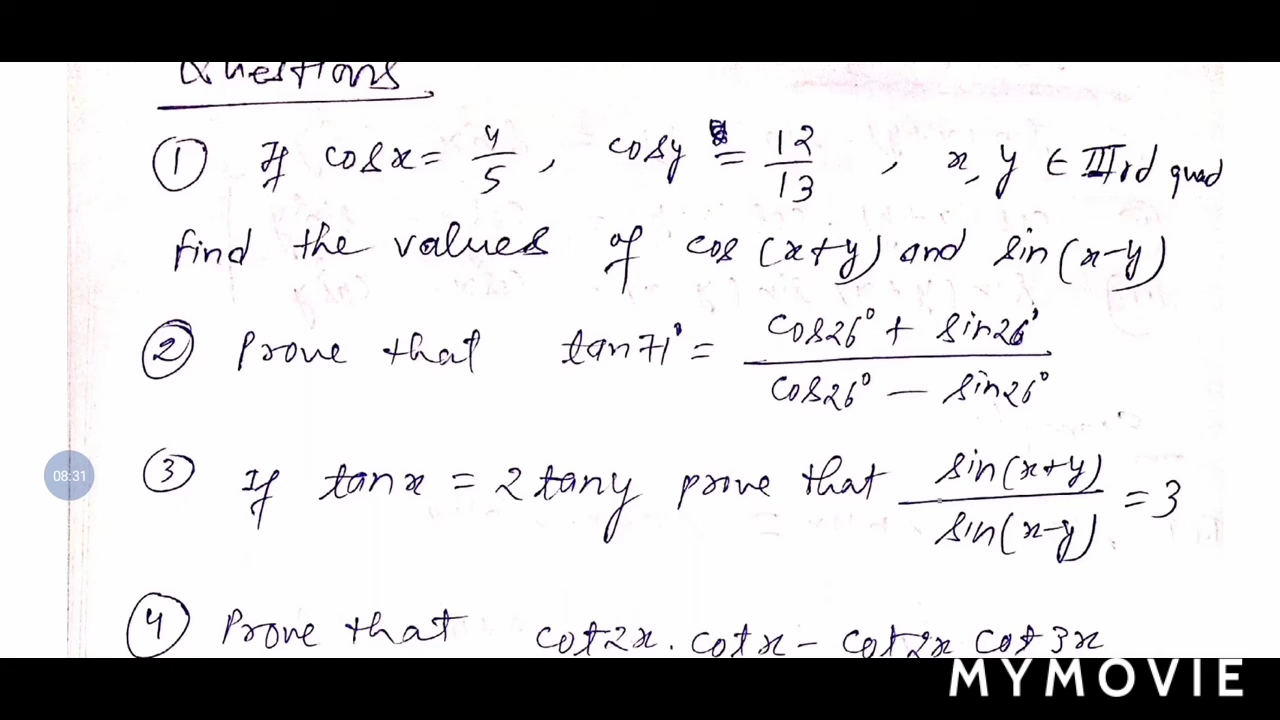 Questions
① If cosx = 4/5, cosy = 12/13, x, y ∈ IIIrd quad
find the values of cos(x+y) and sin(x-y)
② Prove that tan71° = cos26° + sin26° / cos26° - sin26°
③ If tanx = 2tany prove that sin(x+y) / sin(x-y) = 3
08:31
④ Prove that cot2x . cotx - cot2x cot3x
MYMOVIE